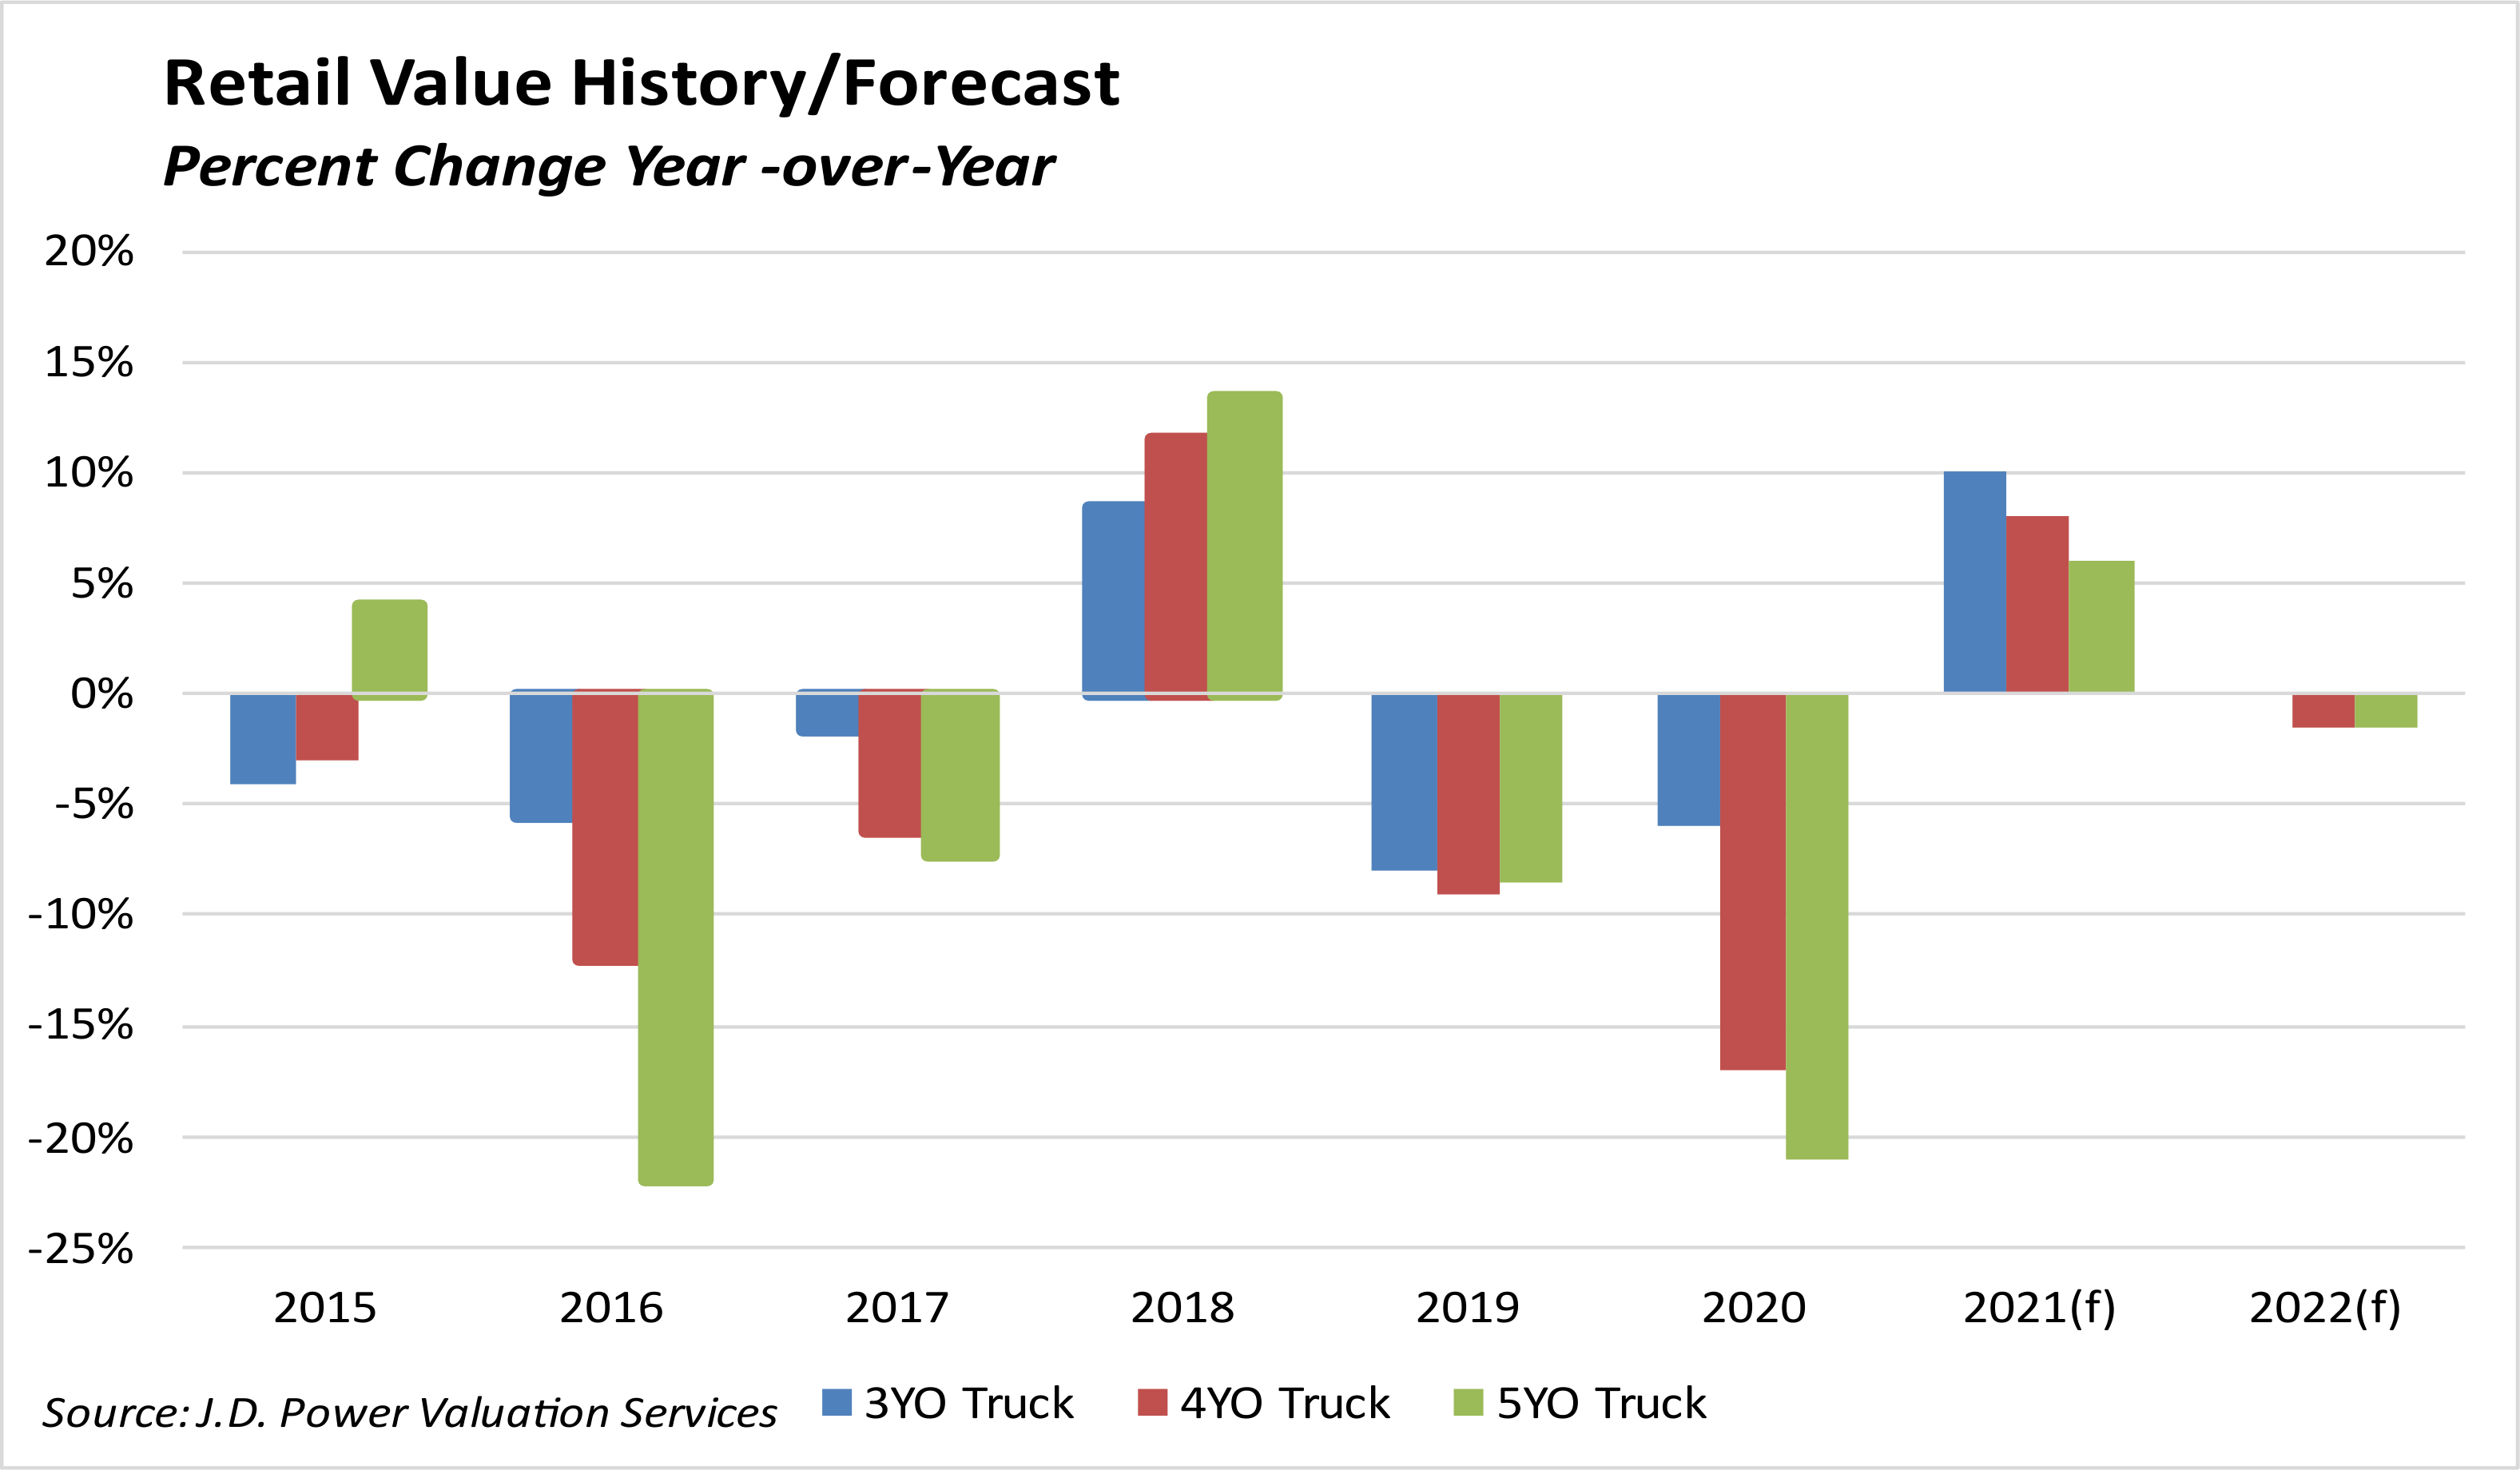 Retail Value History/Forecast
Percent Change Year -over-Year
20%
15%
10%
5%
0%
-5%
-10%
-15%
-20%
-25%
2015 2016 2017 2018 2019 2020 2021(f) 2022(f)
Source: J.D. Power Valuation Services 3YO Truck 4YO Truck 5YO Truck